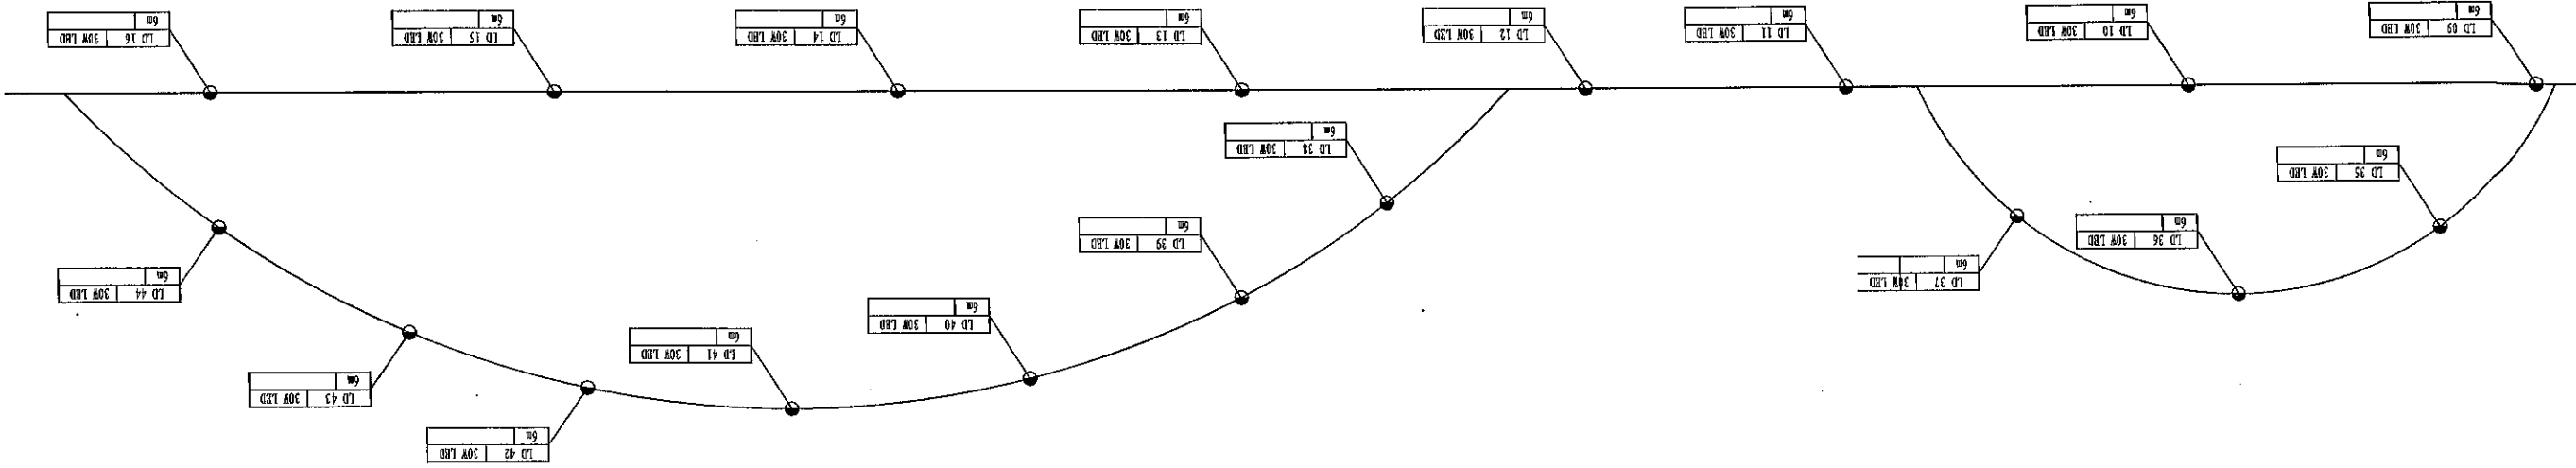 LD 42 30W LED
6m
LD 43 30W LED
6m
LD 41 30W LED
6m
LD 40 30W LED
6m
LD 44 30W LED
6m
LD 37 30W LED
6m
LD 36 30W LED
6m
LD 39 30W LED
6m
LD 35 30W LED
6m
LD 38 30W LED
6m
LD 09 30W LED
6m
LD 10 30W LED
6m
LD 11 30W LED
6m
LD 12 30W LED
6m
LD 13 30W LED
6m
LD 14 30W LED
6m
LD 15 30W LED
6m
LD 16 30W LED
6m